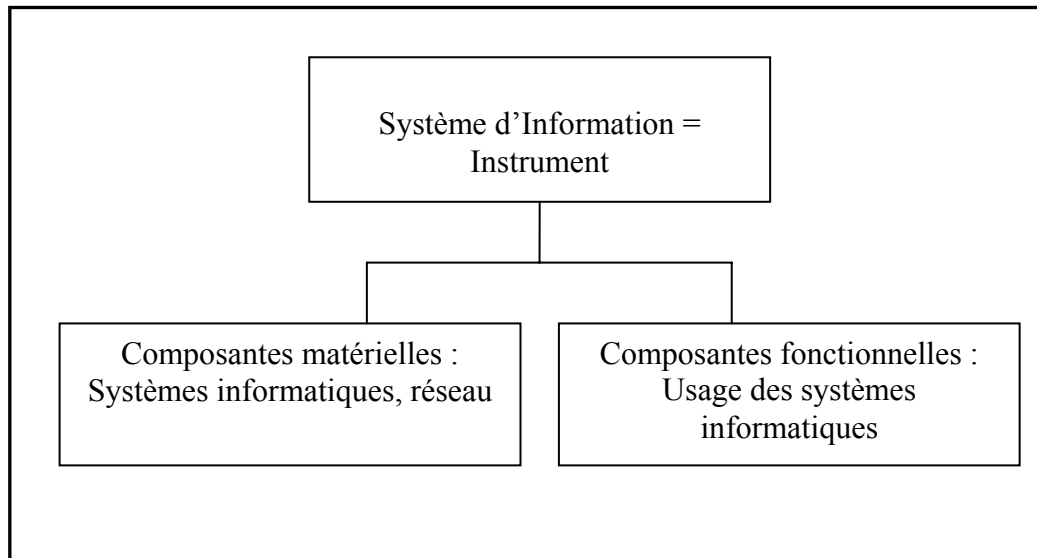 Système d’Information =
Instrument
Composantes matérielles :
Systèmes informatiques, réseau
Composantes fonctionnelles :
Usage des systèmes
informatiques